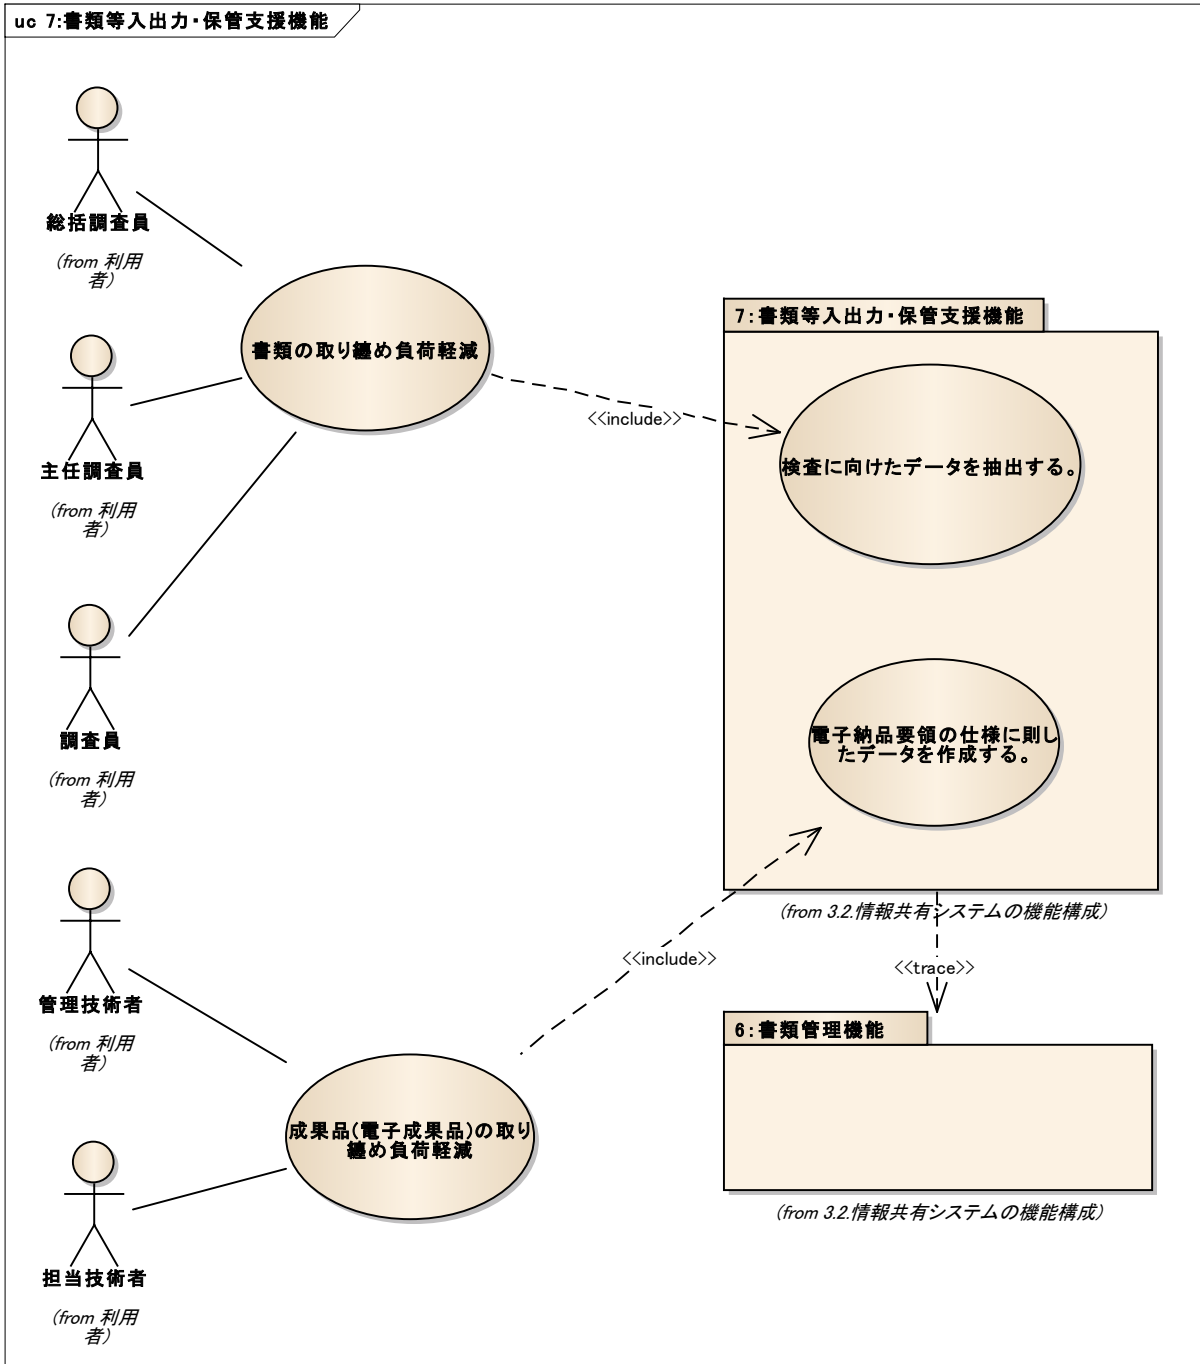 uc 7:書類等入出力・保管支援機能
総括調査員
(from 利用
者)
書類の取り纏め負荷軽減
主任調査員
(from 利用
者)
調査員
(from 利用
者)
<<include>>
7:書類等入出力・保管支援機能
検査に向けたデータを抽出する。
電子納品要領の仕様に則し
たデータを作成する。
(from 3.2.情報共有システムの機能構成)
管理技術者
(from 利用
者)
<<include>>
<<trace>>
成果品(電子成果品)の取り
纏め負荷軽減
6:書類管理機能
(from 3.2.情報共有システムの機能構成)
担当技術者
(from 利用
者)